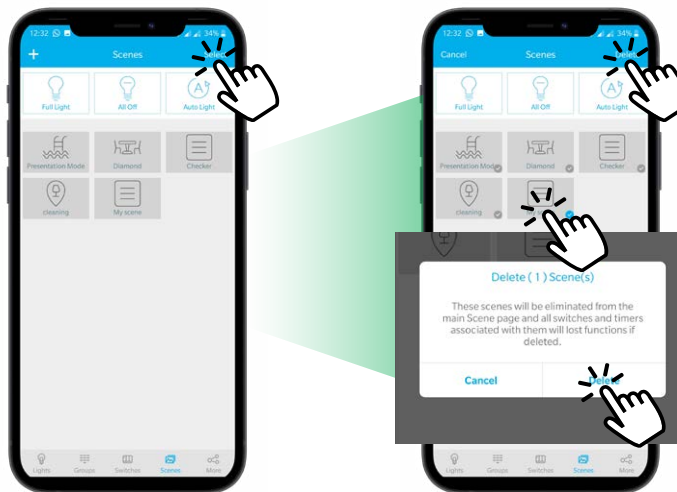 12:32
34%
Scenes
Select
Full Light
All Off
Auto Light
Presentation Mode
Diamond
Checker
cleaning
My scene
Lights
Groups
Switches
Scenes
More
12:32
34%
Cancel
Scenes
Full Light
All Off
Auto Light
Presentation Mode
Diamond
Checker
cleaning
Delete ( 1 ) Scene(s)
These scenes will be eliminated from the
main Scene page and all switches and timers
associated with them will lost functions if
deleted.
Cancel
Delete
Lights
Groups
Switches
Scenes
More